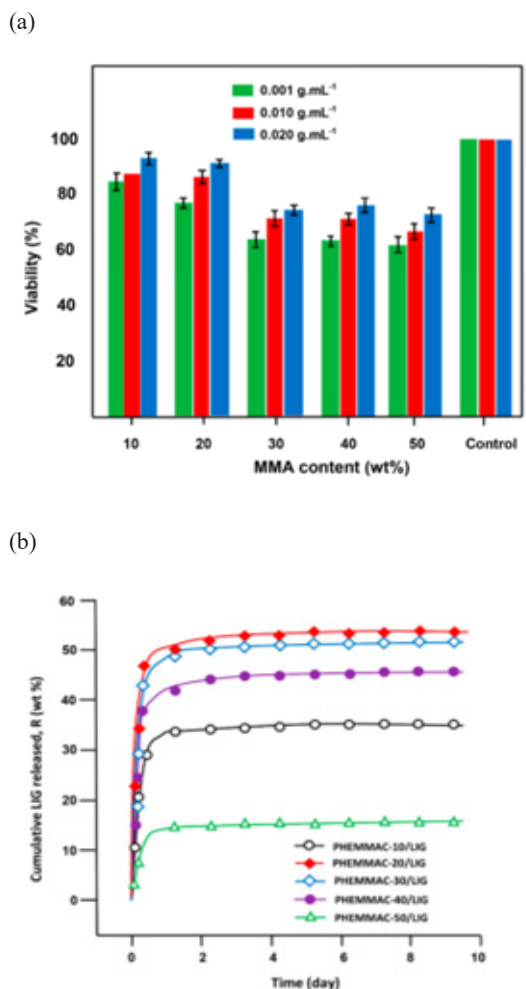 (a)
0.001 g.mL⁻¹
0.010 g.mL⁻¹
0.020 g.mL⁻¹
100
80
60
40
20
Viability (%)
10 20 30 40 50 Control
MMA content (wt%)
(b)
60
50
40
30
20
10
0
Cumulative LIG released, R (wt %)
PHEMMAC-10/LIG
PHEMMAC-20/LIG
PHEMMAC-30/LIG
PHEMMAC-40/LIG
PHEMMAC-50/LIG
0 2 4 6 8 10
Time (day)